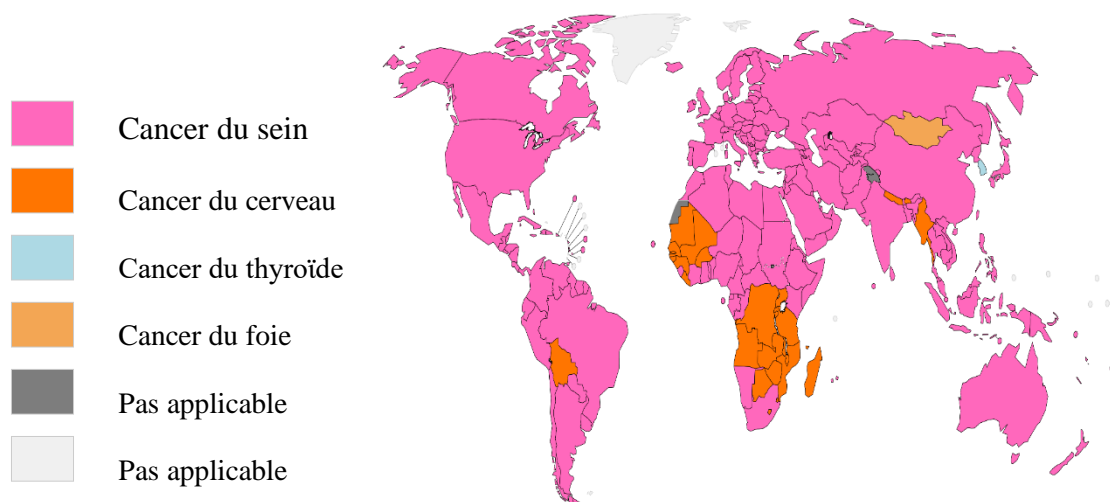 Cancer du sein
Cancer du cerveau
Cancer du thyroïde
Cancer du foie
Pas applicable
Pas applicable